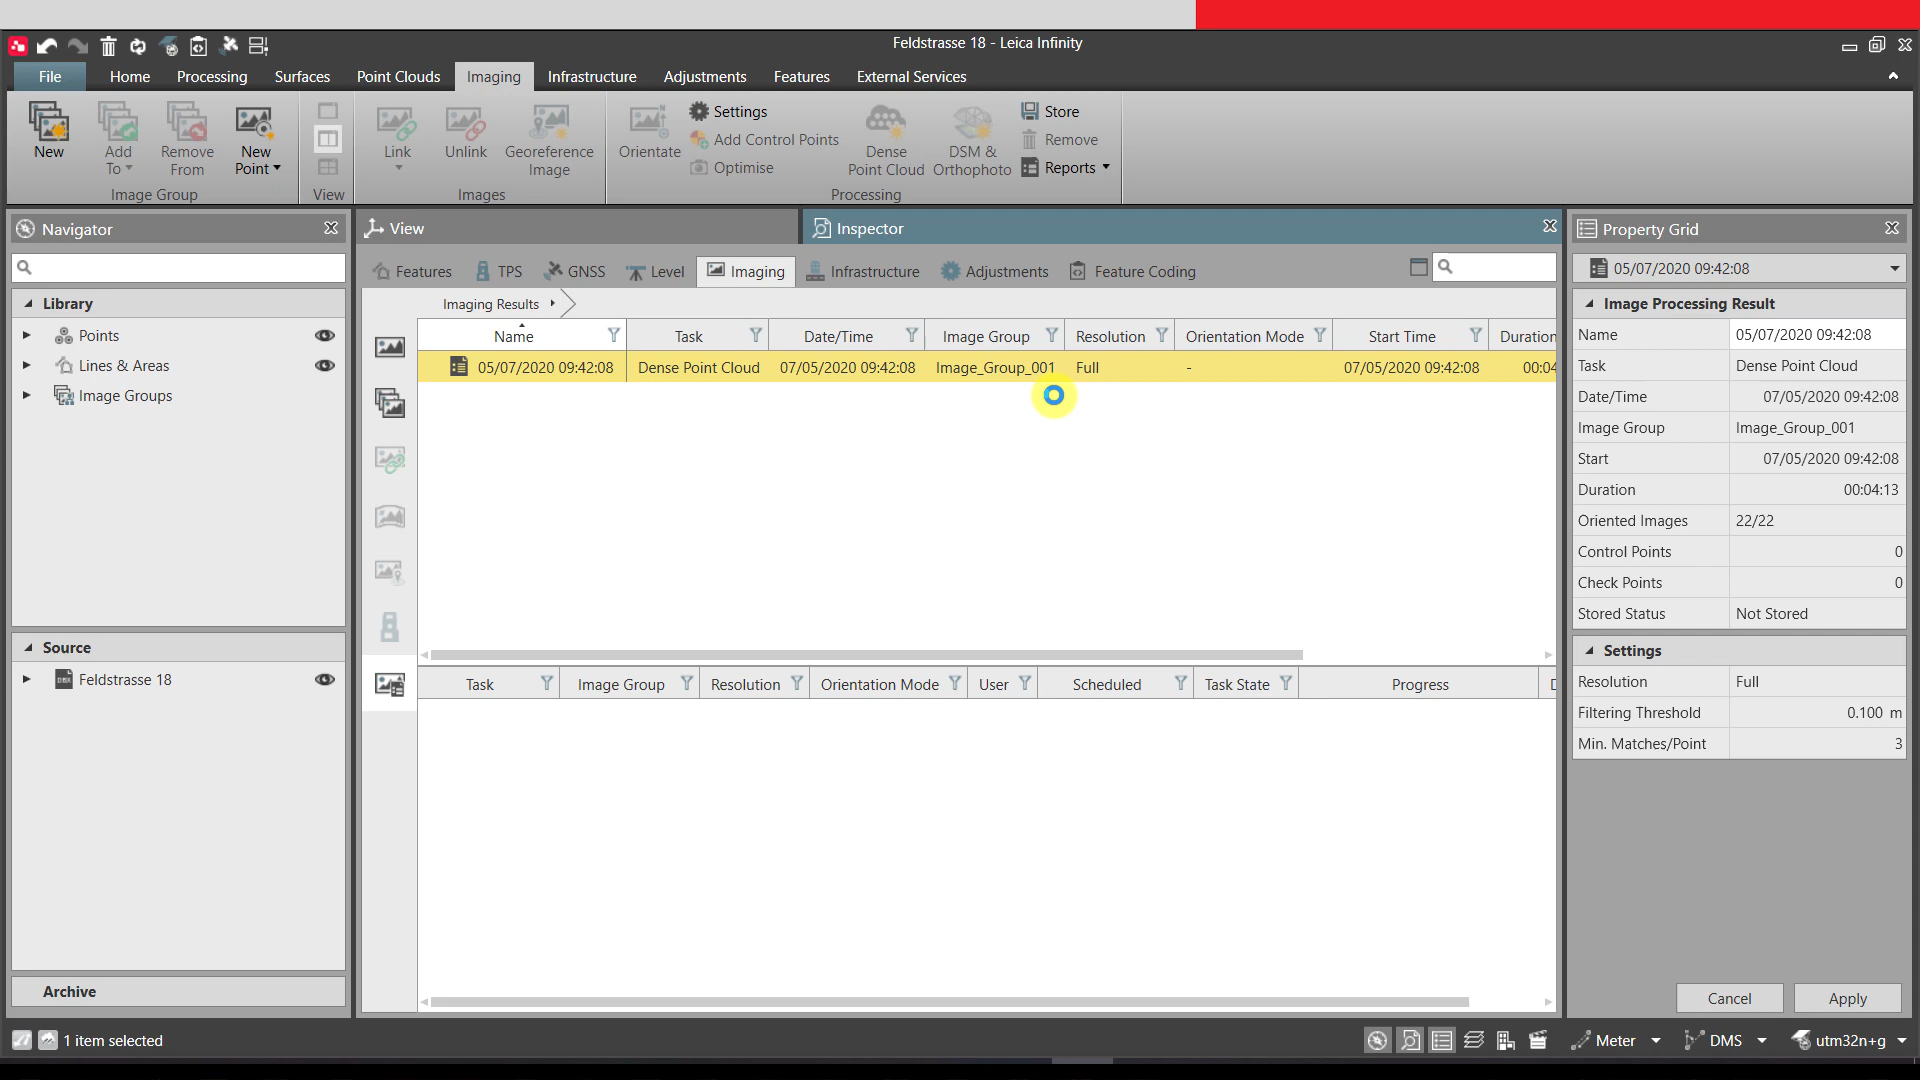 Feldstrasse 18 - Leica Infinity
File Home Processing Surfaces Point Clouds Imaging Infrastructure Adjustments Features External Services
New
Add To
Remove From
New Point
Image Group
View
Link
Unlink
Georeference Image
Images
Orientate
Settings
Add Control Points
Optimise
Dense Point Cloud
DSM & Orthophoto
Store
Remove
Reports
Processing
Navigator
Library
Points
Lines & Areas
Image Groups
Source
Feldstrasse 18
Archive
View
Inspector
Features TPS GNSS Level Imaging Infrastructure Adjustments Feature Coding
Imaging Results
Name Task Date/Time Image Group Resolution Orientation Mode Start Time Duration
05/07/2020 09:42:08 Dense Point Cloud 07/05/2020 09:42:08 Image_Group_001 Full - 07/05/2020 09:42:08 00:04
Task Image Group Resolution Orientation Mode User Scheduled Task State Progress D
Property Grid
05/07/2020 09:42:08
Image Processing Result
Name 05/07/2020 09:42:08
Task Dense Point Cloud
Date/Time 07/05/2020 09:42:08
Image Group Image_Group_001
Start 07/05/2020 09:42:08
Duration 00:04:13
Oriented Images 22/22
Control Points 0
Check Points 0
Stored Status Not Stored
Settings
Resolution Full
Filtering Threshold 0.100 m
Min. Matches/Point 3
Cancel Apply
1 item selected
Meter DMS utm32n+g